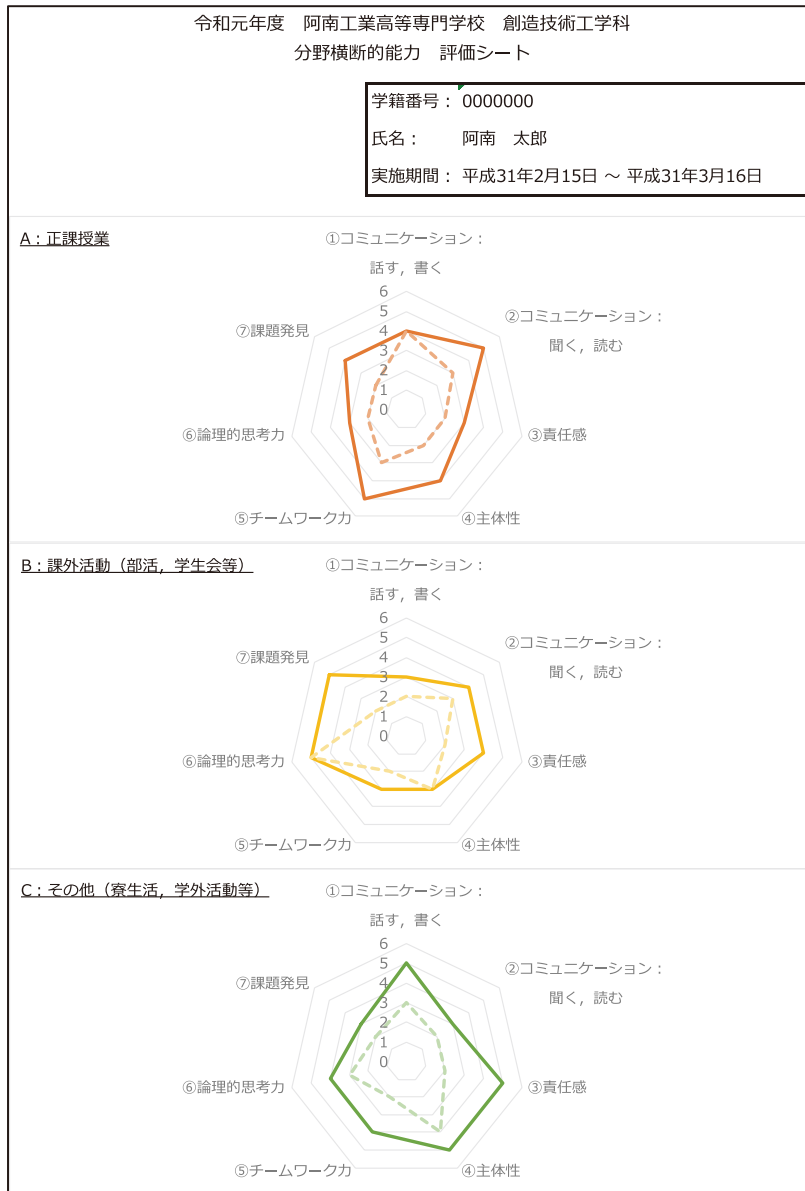 令和元年度　阿南工業高等専門学校　創造技術工学科
分野横断的能力　評価シート
学籍番号： 0000000
氏名：　　阿南　太郎
実施期間： 平成31年2月15日 ～ 平成31年3月16日
A：正課授業
①コミュニケーション：
話す，書く
②コミュニケーション：
聞く，読む
③責任感
④主体性
⑤チームワーク力
⑥論理的思考力
⑦課題発見
6
5
4
3
2
1
0
B：課外活動（部活，学生会等）
①コミュニケーション：
話す，書く
②コミュニケーション：
聞く，読む
③責任感
④主体性
⑤チームワーク力
⑥論理的思考力
⑦課題発見
6
5
4
3
2
1
0
C：その他（寮生活，学外活動等）
①コミュニケーション：
話す，書く
②コミュニケーション：
聞く，読む
③責任感
④主体性
⑤チームワーク力
⑥論理的思考力
⑦課題発見
6
5
4
3
2
1
0